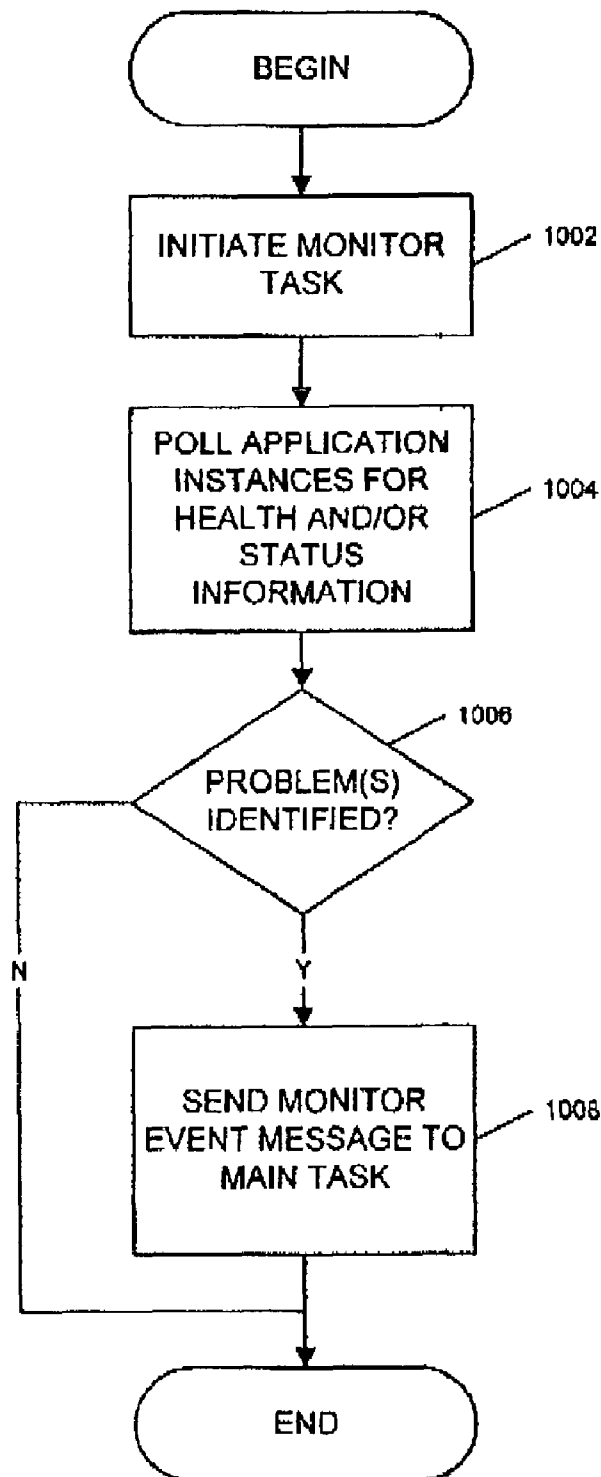 BEGIN
INITIATE MONITOR
TASK
1002
POLL APPLICATION
INSTANCES FOR
HEALTH AND/OR
STATUS
INFORMATION
1004
1006
PROBLEM(S)
IDENTIFIED?
N
Y
SEND MONITOR
EVENT MESSAGE TO
MAIN TASK
1008
END